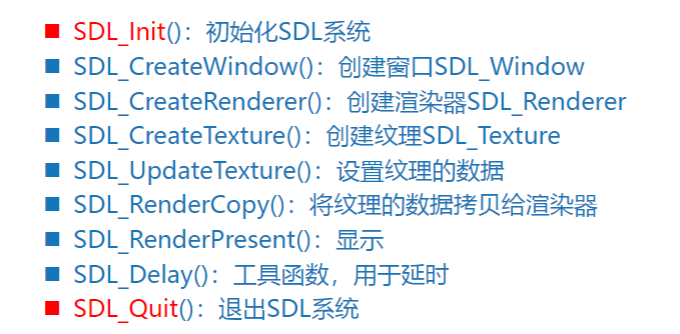 SDL_Init()：初始化SDL系统
SDL_CreateWindow()：创建窗口SDL_Window
SDL_CreateRenderer()：创建渲染器SDL_Renderer
SDL_CreateTexture()：创建纹理SDL_Texture
SDL_UpdateTexture()：设置纹理的数据
SDL_RenderCopy()：将纹理的数据拷贝给渲染器
SDL_RenderPresent()：显示
SDL_Delay()：工具函数，用于延时
SDL_Quit()：退出SDL系统